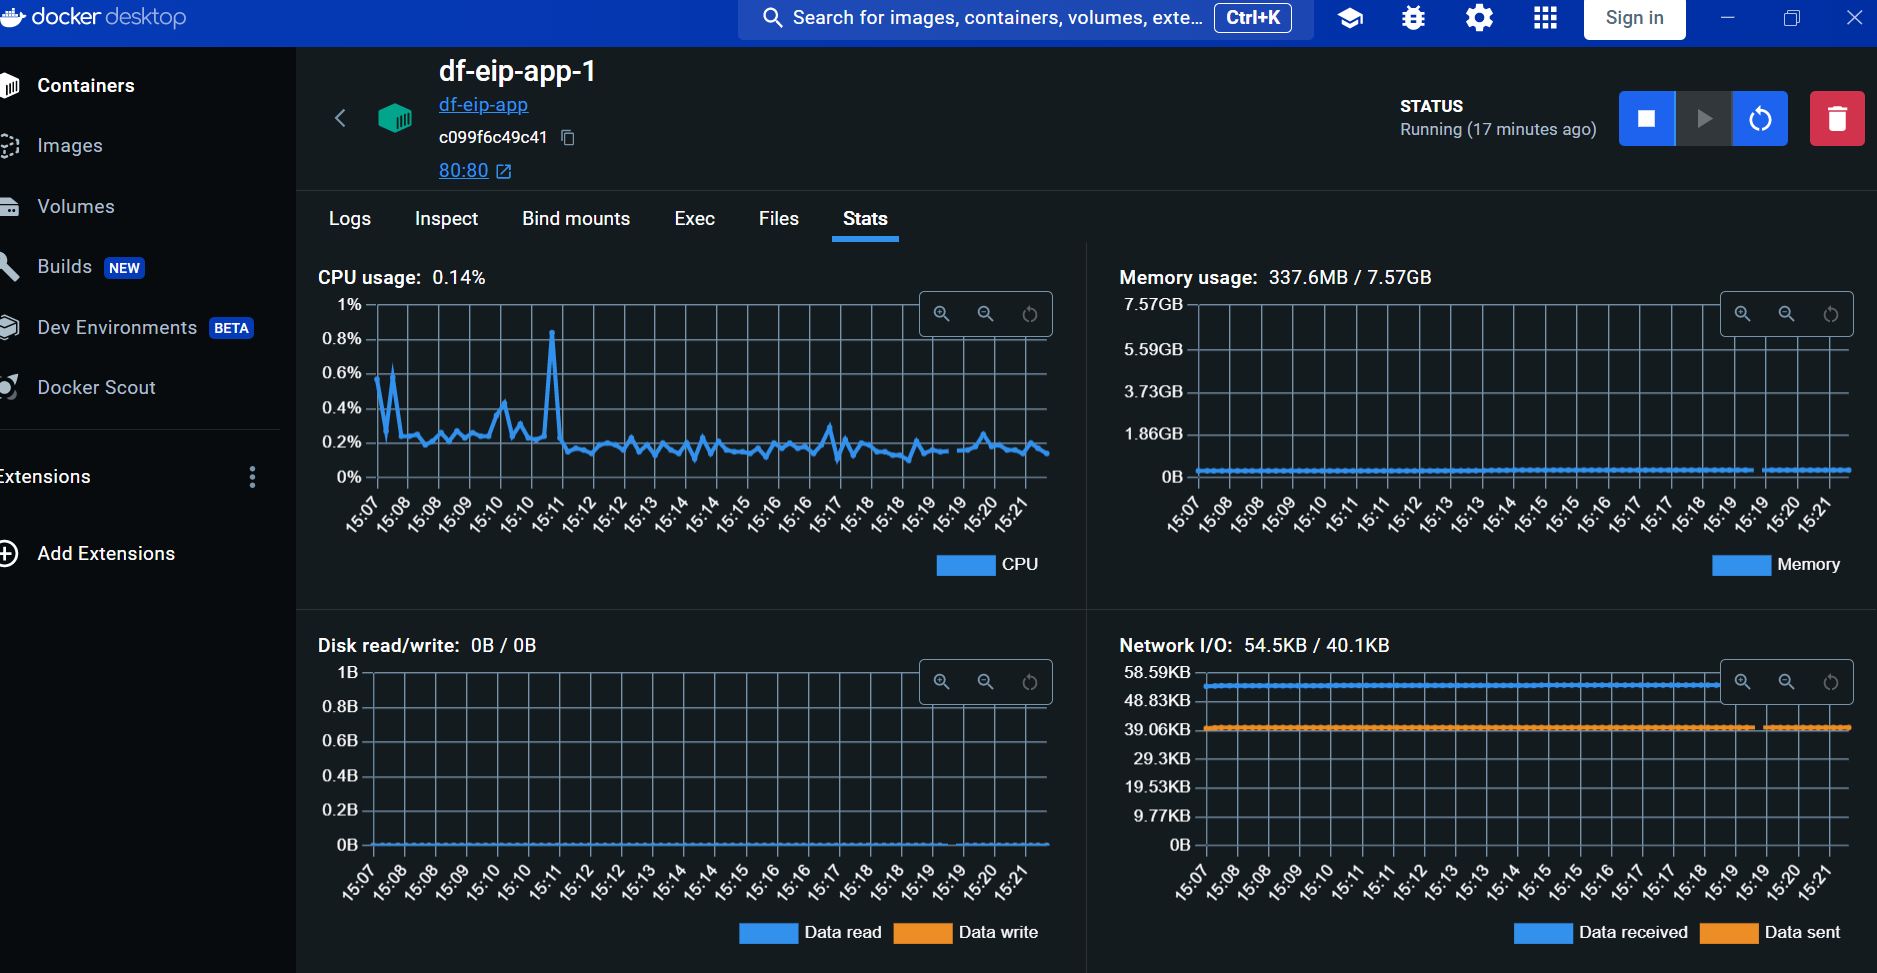 docker desktop
Search for images, containers, volumes, exte... Ctrl+K
Sign in
Containers
Images
Volumes
Builds NEW
Dev Environments BETA
Docker Scout
Extensions
Add Extensions
df-eip-app-1
df-eip-app
c099f6c49c41
80:80
STATUS
Running (17 minutes ago)
Logs Inspect Bind mounts Exec Files Stats
CPU usage: 0.14%
1%
0.8%
0.6%
0.4%
0.2%
0%
15:07 15:08 15:08 15:09 15:10 15:10 15:11 15:12 15:12 15:13 15:14 15:14 15:15 15:16 15:16 15:17 15:18 15:18 15:19 15:19 15:20 15:21
CPU
Memory usage: 337.6MB / 7.57GB
7.57GB
5.59GB
3.73GB
1.86GB
0B
15:07 15:08 15:08 15:09 15:10 15:11 15:11 15:12 15:13 15:13 15:14 15:15 15:15 15:16 15:17 15:17 15:18 15:19 15:19 15:20 15:21
Memory
Disk read/write: 0B / 0B
1B
0.8B
0.6B
0.4B
0.2B
0B
15:07 15:08 15:08 15:09 15:10 15:10 15:11 15:12 15:12 15:13 15:14 15:14 15:15 15:16 15:16 15:17 15:18 15:18 15:19 15:19 15:20 15:21
Data read Data write
Network I/O: 54.5KB / 40.1KB
58.59KB
48.83KB
39.06KB
29.3KB
19.53KB
9.77KB
0B
15:07 15:08 15:08 15:09 15:10 15:11 15:11 15:12 15:13 15:13 15:14 15:15 15:15 15:16 15:17 15:17 15:18 15:19 15:19 15:20 15:21
Data received Data sent